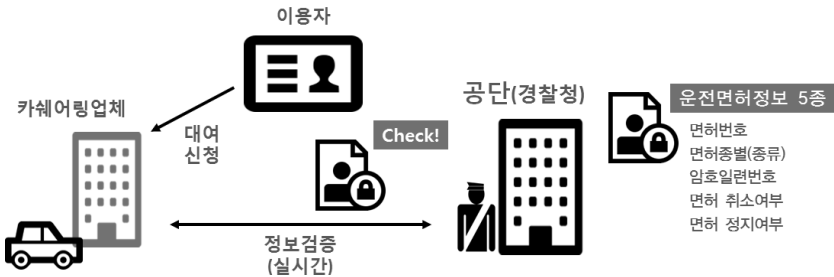 이용자
카쉐어링업체
대여
신청
Check!
정보검증
(실시간)
공단(경찰청)
운전면허정보 5종
면허번호
면허종별(종류)
암호일련번호
면허 취소여부
면허 정지여부